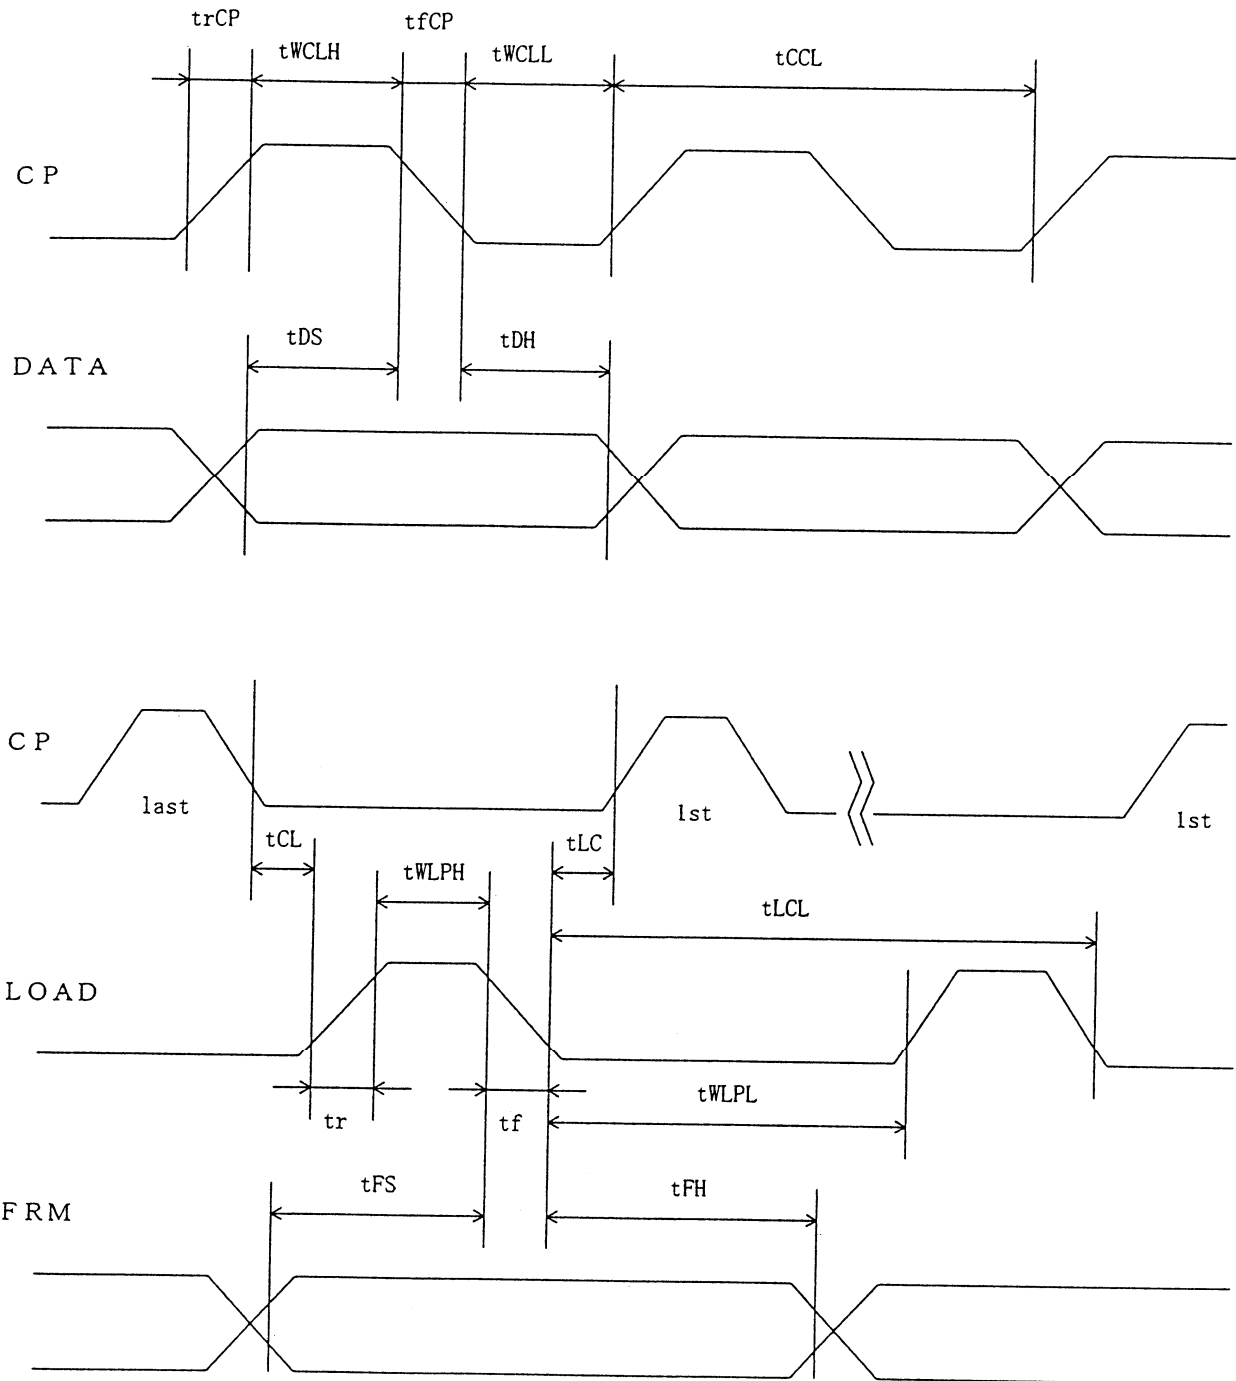 trCP
tfCP
tWCLH
tWCLL
tCCL
CP
tDS
tDH
DATA
CP
last
1st
1st
tCL
tLC
tWLPH
tLCL
LOAD
tWLPL
tr
tf
tFS
tFH
FRM